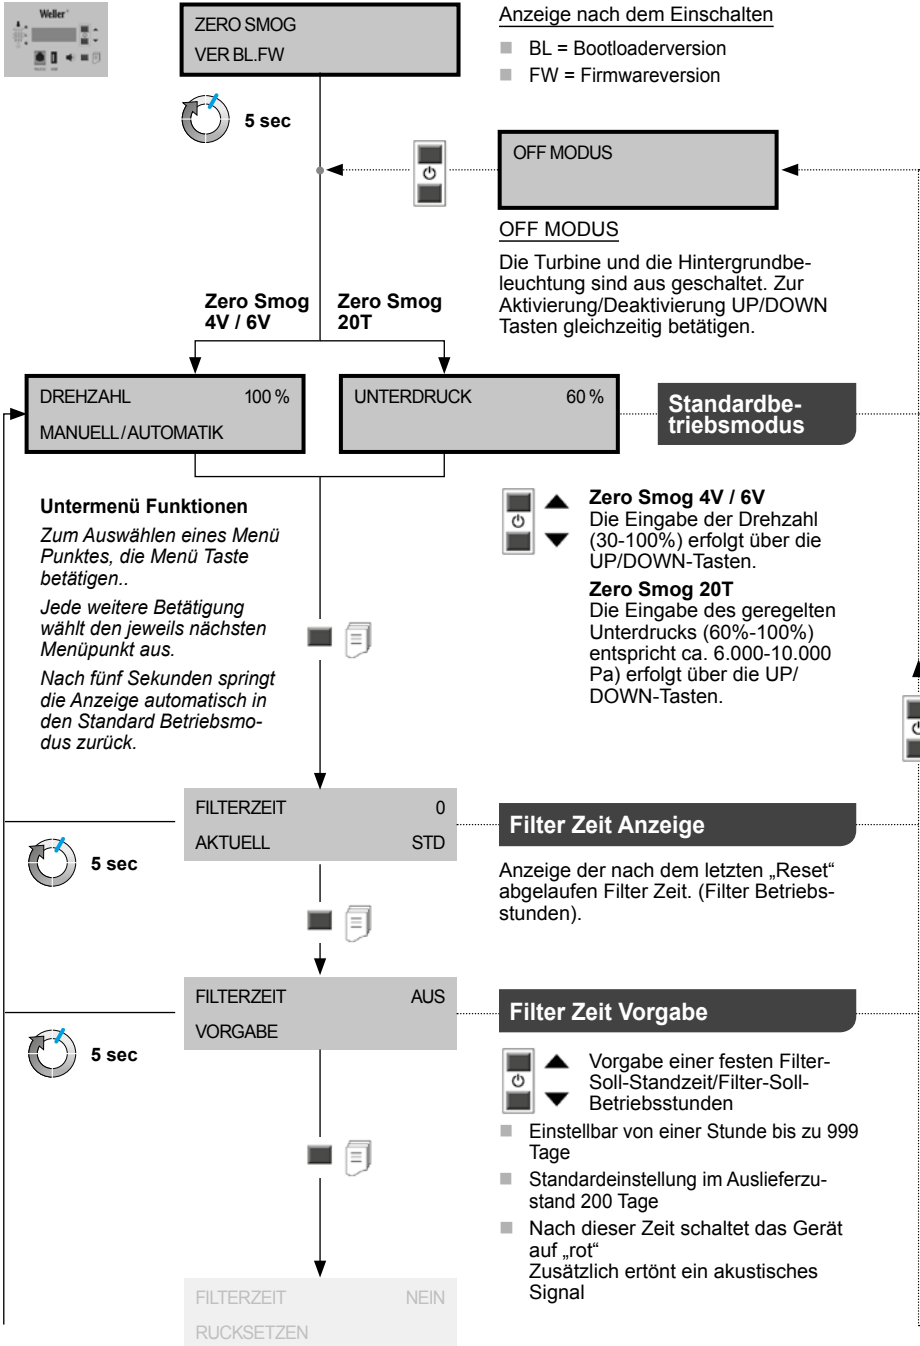 Weller
ZERO SMOG
VER BL.FW
Anzeige nach dem Einschalten
BL = Bootloaderversion
FW = Firmwareversion
5 sec
OFF MODUS
OFF MODUS
Die Turbine und die Hintergrundbe-
leuchtung sind aus geschaltet. Zur
Aktivierung/Deaktivierung UP/DOWN
Tasten gleichzeitig betätigen.
Zero Smog
4V / 6V
Zero Smog
20T
DREHZAHL 100 %
MANUELL/AUTOMATIK
UNTERDRUCK 60 %
Standardbe-
triebsmodus
Untermenü Funktionen
Zum Auswählen eines Menü
Punktes, die Menü Taste
betätigen..
Jede weitere Betätigung
wählt den jeweils nächsten
Menüpunkt aus.
Nach fünf Sekunden springt
die Anzeige automatisch in
den Standard Betriebsmo-
dus zurück.
Zero Smog 4V / 6V
Die Eingabe der Drehzahl
(30-100%) erfolgt über die
UP/DOWN-Tasten.
Zero Smog 20T
Die Eingabe des geregelten
Unterdrucks (60%-100%)
entspricht ca. 6.000-10.000
Pa) erfolgt über die UP/
DOWN-Tasten.
FILTERZEIT 0
AKTUELL STD
5 sec
Filter Zeit Anzeige
Anzeige der nach dem letzten „Reset“
abgelaufen Filter Zeit. (Filter Betriebs-
stunden).
FILTERZEIT AUS
VORGABE
5 sec
Filter Zeit Vorgabe
Vorgabe einer festen Filter-
Soll-Standzeit/Filter-Soll-
Betriebsstunden
Einstellbar von einer Stunde bis zu 999
Tage
Standardeinstellung im Auslieferzu-
stand 200 Tage
Nach dieser Zeit schaltet das Gerät
auf „rot“
Zusätzlich ertönt ein akustisches
Signal
FILTERZEIT NEIN
RUCKSETZEN